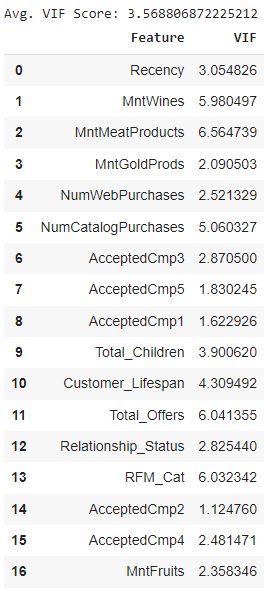 Avg. VIF Score: 3.568806872225212
Feature VIF
0 Recency 3.054826
1 MntWines 5.980497
2 MntMeatProducts 6.564739
3 MntGoldProds 2.090503
4 NumWebPurchases 2.521329
5 NumCatalogPurchases 5.060327
6 AcceptedCmp3 2.870500
7 AcceptedCmp5 1.830245
8 AcceptedCmp1 1.622926
9 Total_Children 3.900620
10 Customer_Lifespan 4.309492
11 Total_Offers 6.041355
12 Relationship_Status 2.825440
13 RFM_Cat 6.032342
14 AcceptedCmp2 1.124760
15 AcceptedCmp4 2.481471
16 MntFruits 2.358346